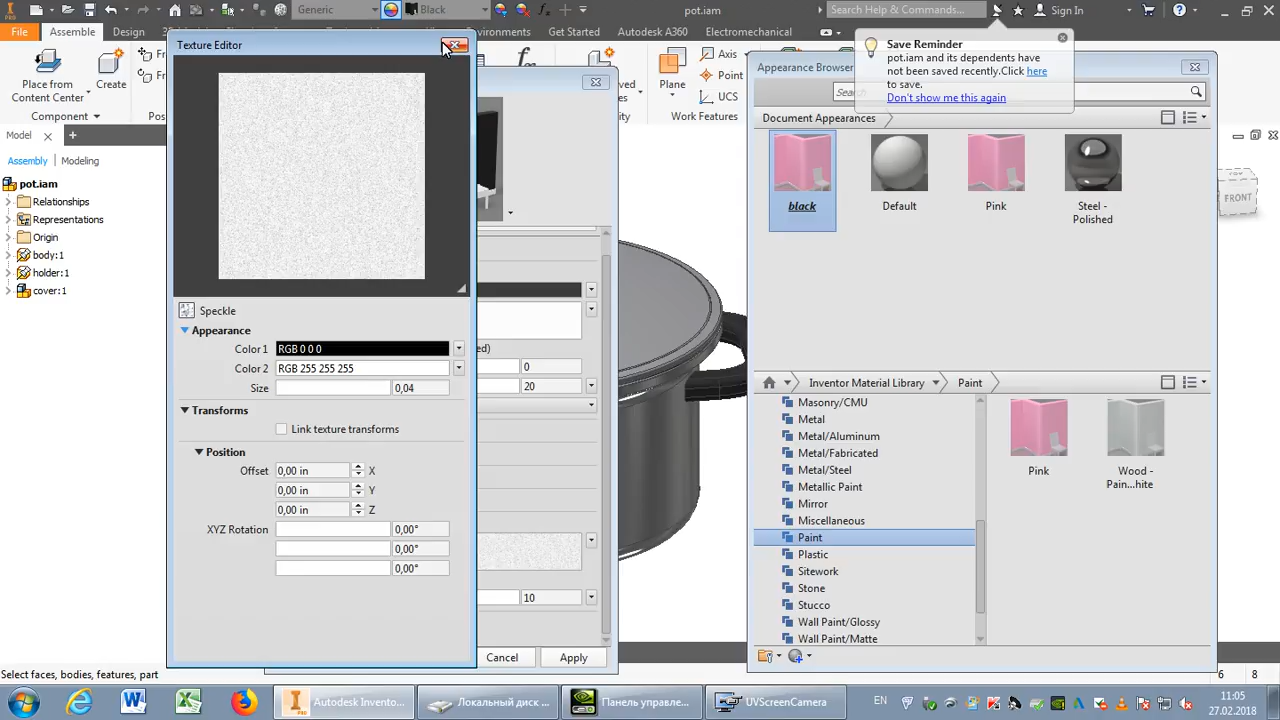 Generic
Black
pot.iam
Search Help & Commands...
Sign In
File
Assemble
Design
Environments
Get Started
Autodesk A360
Electromechanical
Place from
Content Center
Create
Component
Plane
Axis
Point
UCS
Work Features
Save Reminder
pot.iam and its dependents have
not been saved recently.Click here
to save.
Don't show me this again
Texture Editor
Speckle
Appearance
Color 1
RGB 0 0 0
Color 2
RGB 255 255 255
Size
0,04
Transforms
Link texture transforms
Position
Offset
0,00 in
X
0,00 in
Y
0,00 in
Z
XYZ Rotation
0,00°
0,00°
0,00°
0
20
10
Cancel
Apply
Model
Assembly
Modeling
pot.iam
Relationships
Representations
Origin
body:1
holder:1
cover:1
Appearance Browser
Document Appearances
black
Default
Pink
Steel -
Polished
FRONT
Inventor Material Library
Paint
Masonry/CMU
Metal
Metal/Aluminum
Metal/Fabricated
Metal/Steel
Metallic Paint
Mirror
Miscellaneous
Paint
Plastic
Sitework
Stone
Stucco
Wall Paint/Glossy
Wall Paint/Matte
Pink
Wood -
Pain...hite
Select faces, bodies, features, part
6
8
Autodesk Invento...
Локальный диск ...
Панель управле...
UVScreenCamera
EN
11:05
27.02.2018